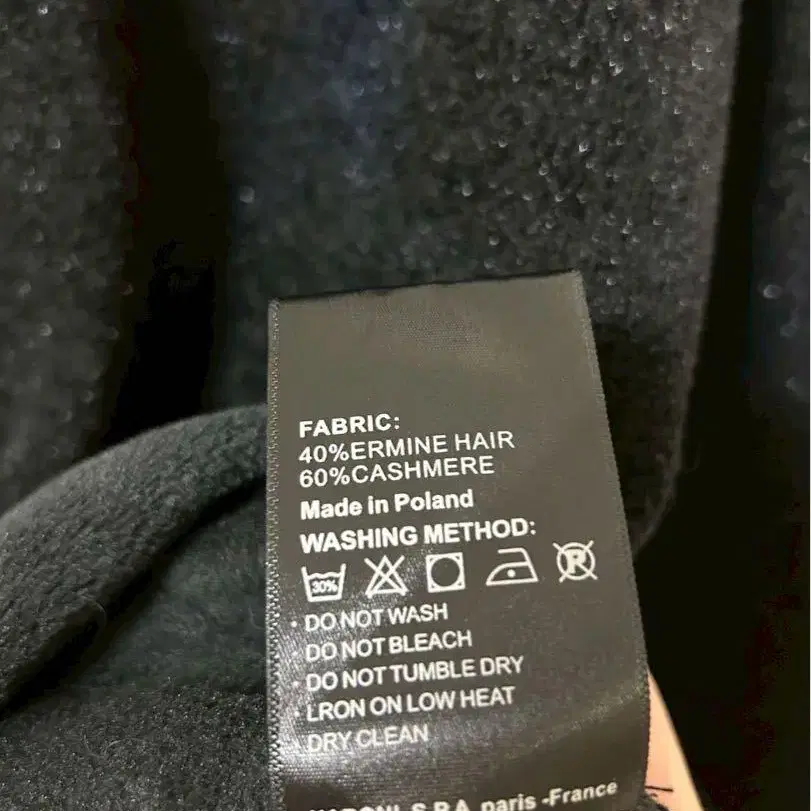 FABRIC:
40%ERMINE HAIR
60%CASHMERE
Made in Poland
WASHING METHOD:
30% R
· DO NOT WASH
· DO NOT BLEACH
· DO NOT TUMBLE DRY
· LRON ON LOW HEAT
· DRY CLEAN
S.P.A. paris -France